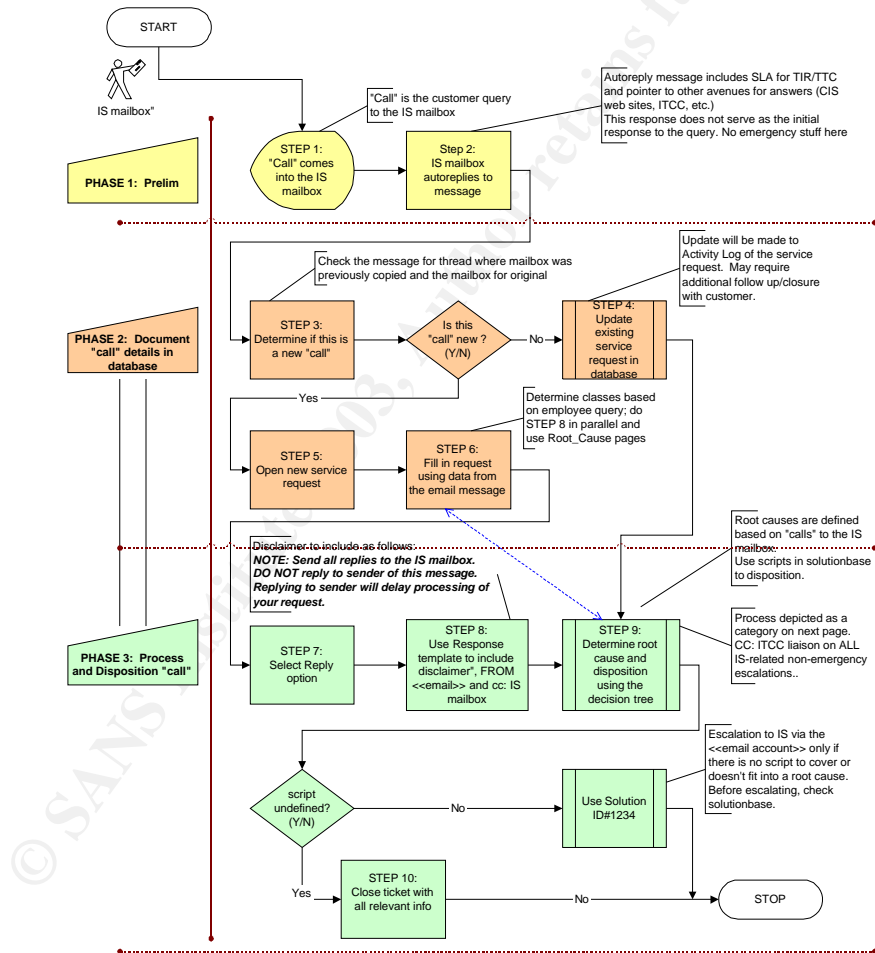 START
IS mailbox"
"Call" is the customer query
to the IS mailbox
Autoreply message includes SLA for TIR/TTC
and pointer to other avenues for answers (CIS
web sites, ITCC, etc.)
This response does not serve as the initial
response to the query. No emergency stuff here
PHASE 1: Prelim
STEP 1:
"Call" comes
into the IS
mailbox
Step 2:
IS mailbox
autoreplies to
message
Check the message for thread where mailbox was
previously copied and the mailbox for original
Update will be made to
Activity Log of the service
request. May require
additional follow up/closure
with customer.
PHASE 2: Document
"call" details in
database
STEP 3:
Determine if this is
a new "call"
Is this
"call" new ?
(Y/N)
No
STEP 4:
Update
existing
service
request in
database
Yes
Determine classes based
on employee query; do
STEP 8 in parallel and
use Root_Cause pages
STEP 5:
Open new service
request
STEP 6:
Fill in request
using data from
the email message
Root causes are defined
based on "calls" to the IS
mailbox.
Use scripts in solutionbase
to disposition.
Disclaimer to include as follows:
NOTE: Send all replies to the IS mailbox.
DO NOT reply to sender of this message.
Replying to sender will delay processing of
your request.
PHASE 3: Process
and Disposition "call"
STEP 7:
Select Reply
option
STEP 8:
Use Response
template to include
disclaimer", FROM
<<email>> and cc: IS
mailbox
STEP 9:
Determine root
cause and
disposition
using the
decision tree
Process depicted as a
category on next page.
CC: ITCC liaison on ALL
IS-related non-emergency
escalations..
Escalation to IS via the
<<email account>> only if
there is no script to cover or
doesn't fit into a root cause.
Before escalating, check
solutionbase.
script
undefined?
(Y/N)
No
Use Solution
ID#1234
Yes
STEP 10:
Close ticket with
all relevant info
No
STOP
© SANS Institute 2003, Author retains fu